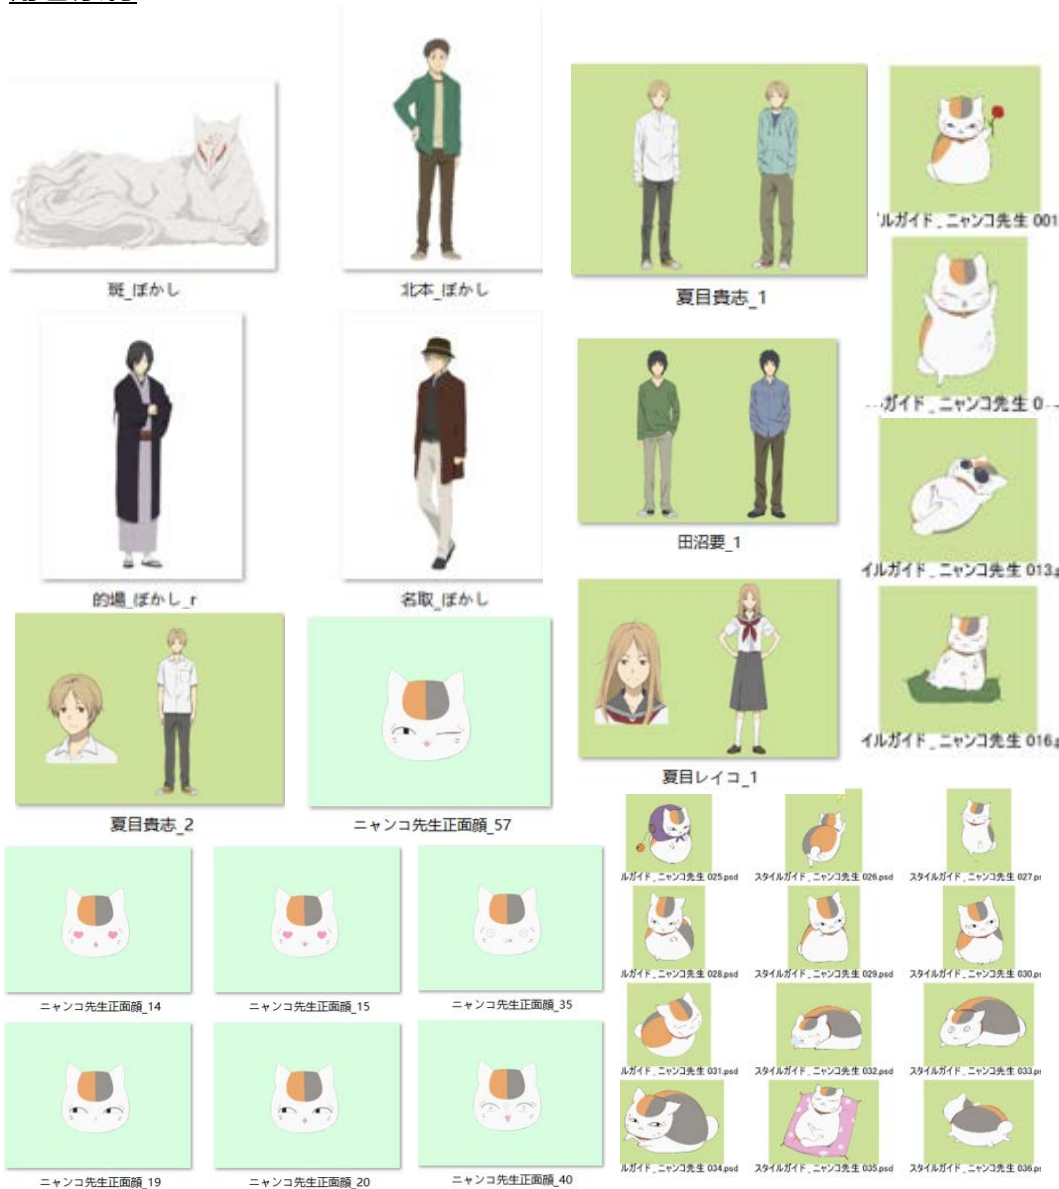 斑_ぼかし
北本_ぼかし
夏目貴志_1
ルガイド_ニャンコ先生 001
ガイド_ニャンコ先生 0
的場_ぼかし_r
名取_ぼかし
田沼要_1
イルガイド_ニャンコ先生 013.p
イルガイド_ニャンコ先生 016.p
夏目レイコ_1
夏目貴志_2
ニャンコ先生正面顔_57
ルガイド_ニャンコ先生 025.psd
スタイルガイド_ニャンコ先生 026.psd
スタイルガイド_ニャンコ先生 027.ps
ルガイド_ニャンコ先生 028.psd
スタイルガイド_ニャンコ先生 029.psd
スタイルガイド_ニャンコ先生 030.ps
ニャンコ先生正面顔_14
ニャンコ先生正面顔_15
ニャンコ先生正面顔_35
ルガイド_ニャンコ先生 031.psd
スタイルガイド_ニャンコ先生 032.psd
スタイルガイド_ニャンコ先生 033.ps
ルガイド_ニャンコ先生 034.psd
スタイルガイド_ニャンコ先生 035.psd
スタイルガイド_ニャンコ先生 036.ps
ニャンコ先生正面顔_19
ニャンコ先生正面顔_20
ニャンコ先生正面顔_40